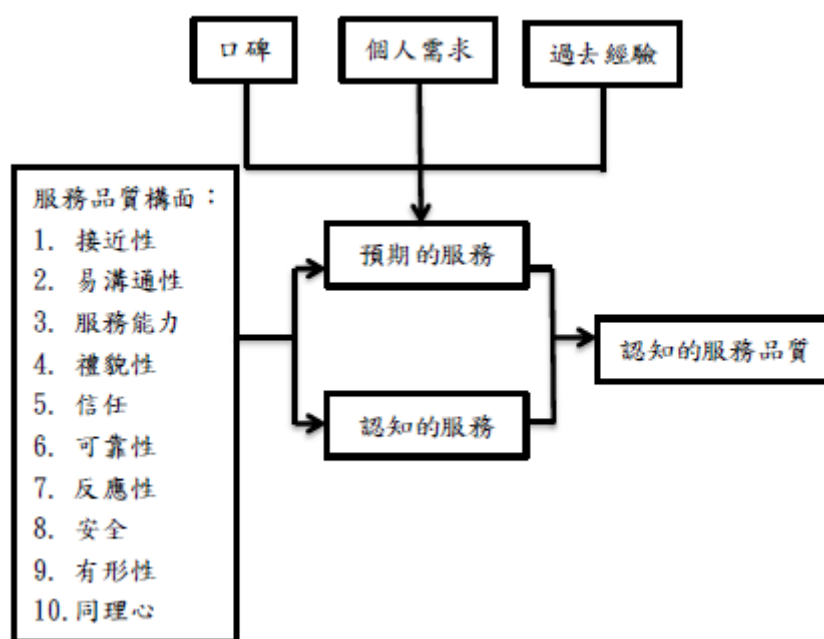 口碑
個人需求
過去經驗
服務品質構面：
1. 接近性
2. 易溝通性
3. 服務能力
4. 禮貌性
5. 信任
6. 可靠性
7. 反應性
8. 安全
9. 有形性
10.同理心
預期的服務
認知的服務
認知的服務品質